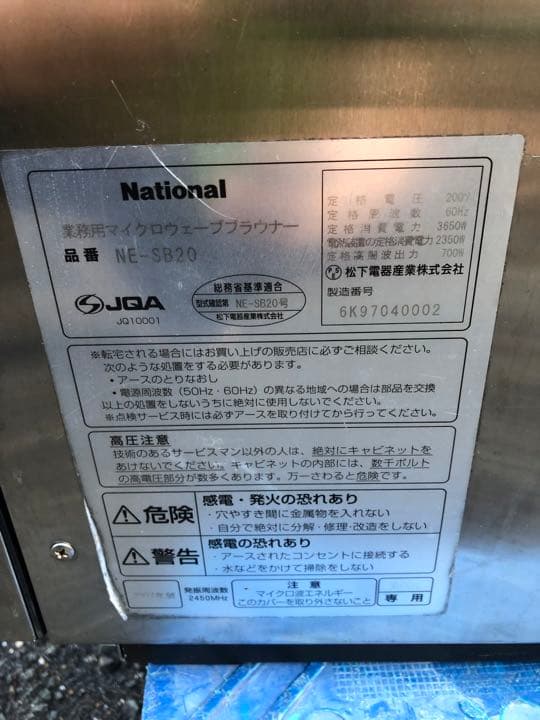 National
業務用マイクロウェーブブラウナー
品番 NE-SB20
定格電圧 200V
定格周波数 60Hz
定格消費電力 3650W
電熱装置の定格消費電力 2350W
定格高周波出力 700W
松下電器産業株式会社
製造番号
6K97040002
JQA
JQ10001
総務省基準適合
型式確認第 NE-SB20号
松下電器産業株式会社
※転宅される場合にはお買い上げの販売店に必ずご相談ください。
次のような処置をする必要があります。
・アースのとりなおし
・電源周波数(50Hz・60Hz)の異なる地域への場合は部品を交換
以上の処置をしないうちに絶対に使用しないでください。
※点検サービス時には必ずアースを取り付けてから行ってください。
高圧注意
技術のあるサービスマン以外の人は、絶対にキャビネットを
あけないでください。キャビネットの内部には、数千ボルト
の高電圧部分が数多くあります。万一さわると危険です。
危険
感電・発火の恐れあり
・穴やすき間に金属物を入れない
・自分で絶対に分解・修理・改造をしない
警告
感電の恐れあり
・アースされたコンセントに接続する
・水などをかけて掃除をしない
年製
発振周波数
2450MHz
注意
マイクロ波エネルギー
このカバーを取り外さないこと
専用